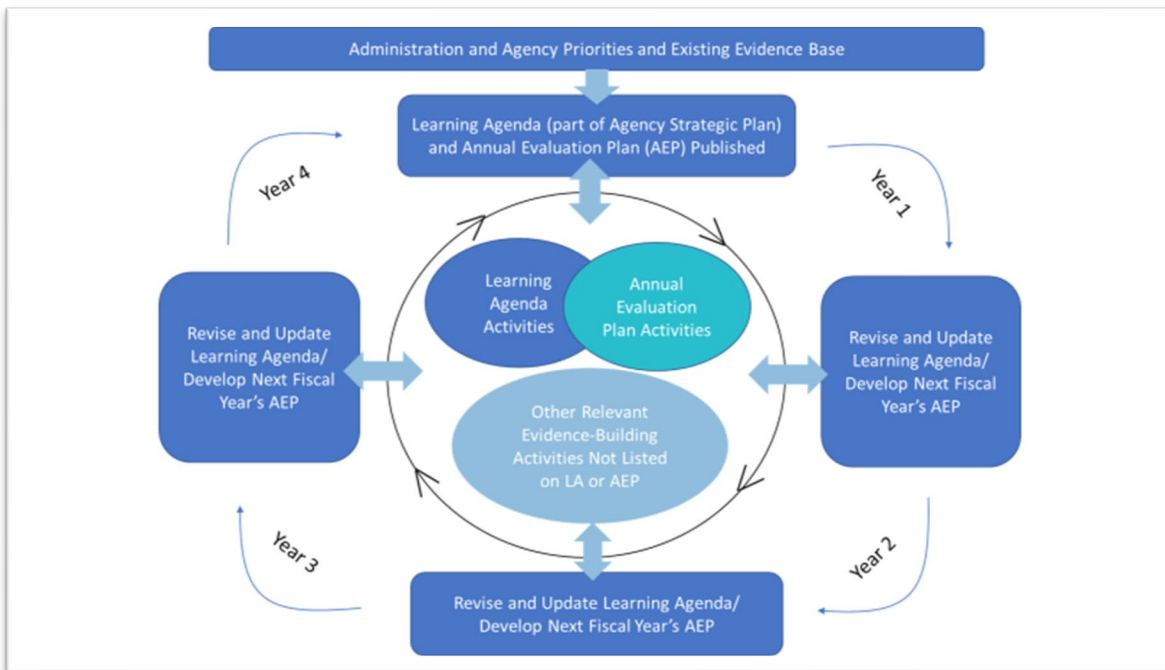 Administration and Agency Priorities and Existing Evidence Base
Learning Agenda (part of Agency Strategic Plan)
and Annual Evaluation Plan (AEP) Published
Year 4
Year 1
Learning
Agenda
Activities
Annual
Evaluation
Plan Activities
Revise and Update
Learning Agenda/
Develop Next Fiscal
Year’s AEP
Revise and Update
Learning Agenda/
Develop Next Fiscal
Year’s AEP
Other Relevant
Evidence-Building
Activities Not Listed
on LA or AEP
Year 3
Year 2
Revise and Update Learning Agenda/
Develop Next Fiscal Year’s AEP